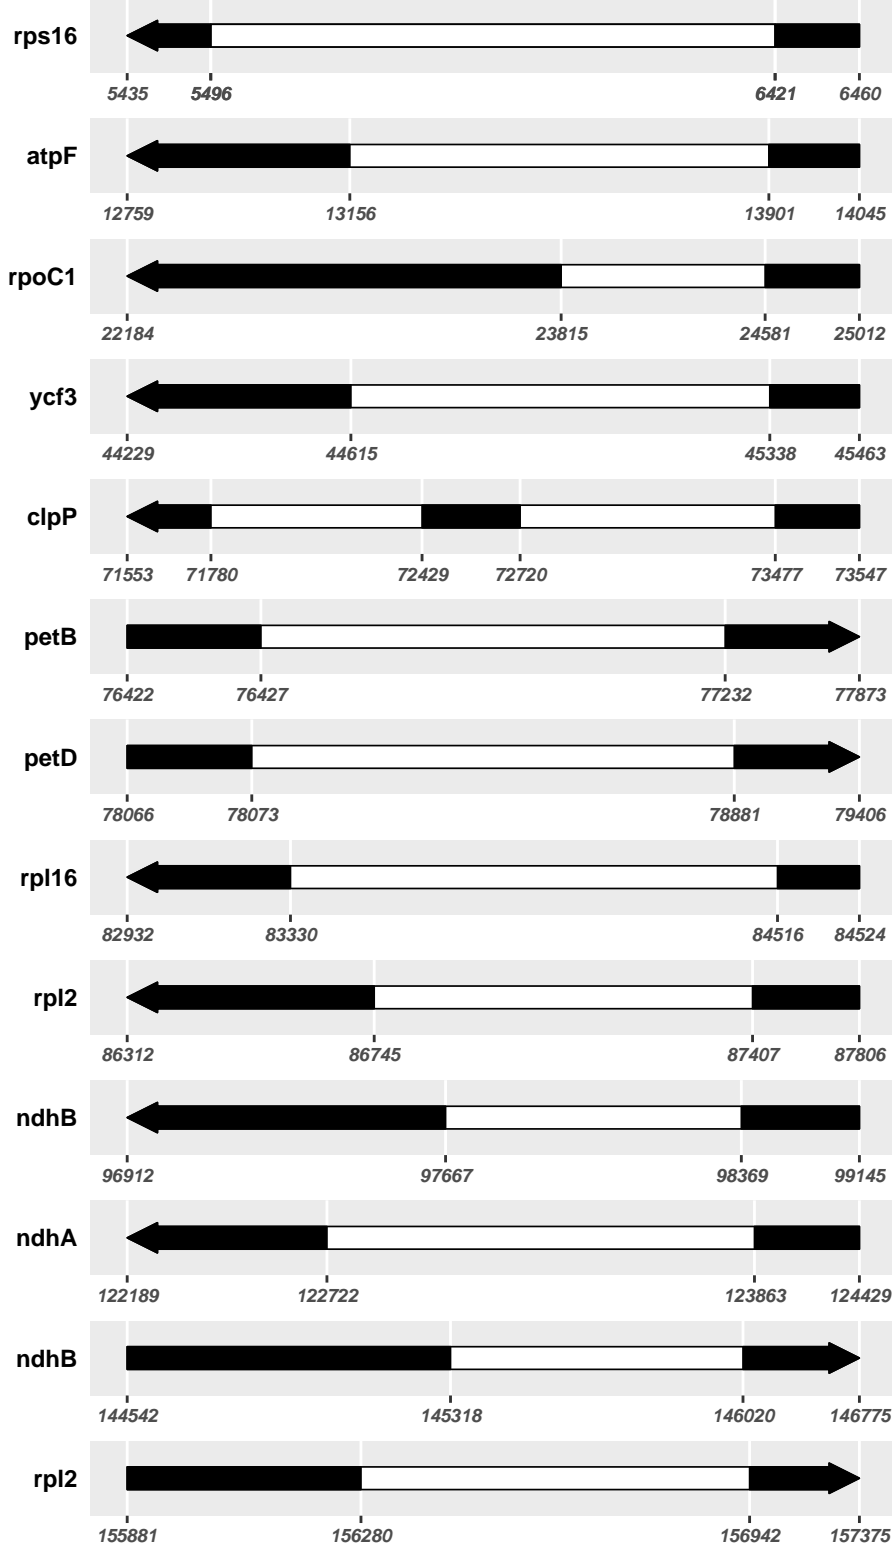 rps16
5435 5496 6421 6460
atpF
12759 13156 13901 14045
rpoC1
22184 23815 24581 25012
ycf3
44229 44615 45338 45463
clpP
71553 71780 72429 72720 73477 73547
petB
76422 76427 77232 77873
petD
78066 78073 78881 79406
rpl16
82932 83330 84516 84524
rpl2
86312 86745 87407 87806
ndhB
96912 97667 98369 99145
ndhA
122189 122722 123863 124429
ndhB
144542 145318 146020 146775
rpl2
155881 156280 156942 157375